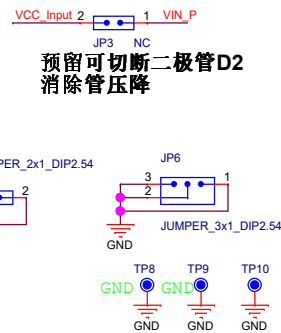 VCC_Input 2 1 VIN_P
JP3 NC
预留可切断二极管D2
消除管压降
PER_2x1_DIP2.54
2
JP6
3 1
2
GND
JUMPER_3x1_DIP2.54
TP8 TP9 TP10
GND GND
GND GND GND